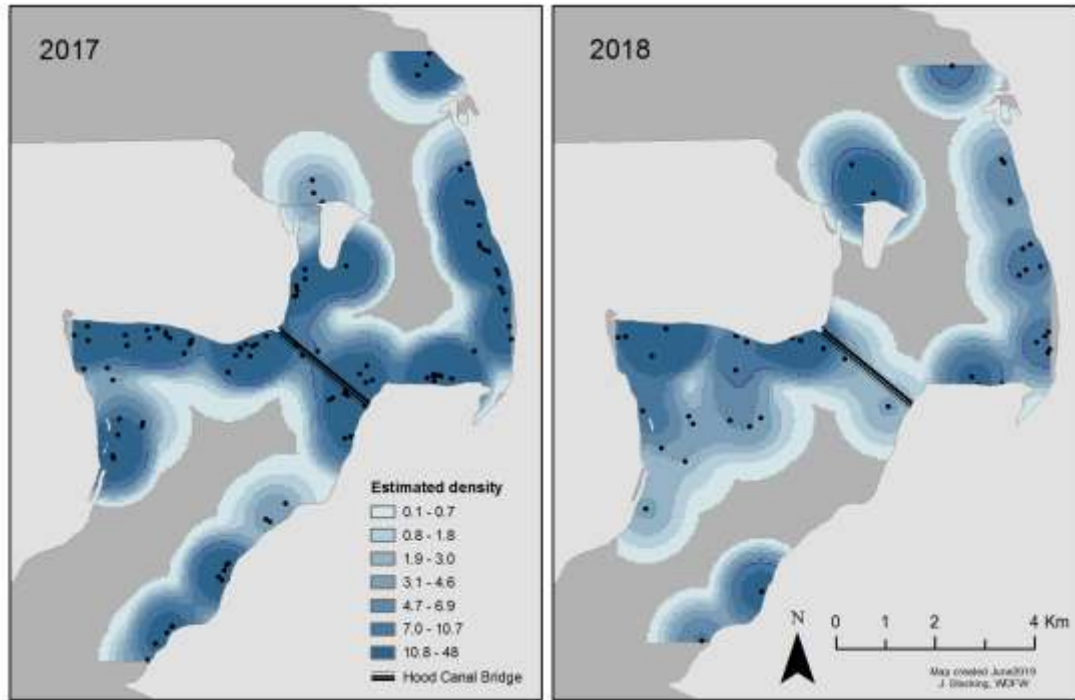 2017
2018
Estimated density
0.1 - 0.7
0.8 - 1.8
1.9 - 3.0
3.1 - 4.6
4.7 - 6.9
7.0 - 10.7
10.8 - 48
Hood Canal Bridge
N
0 1 2 4 Km
Map created June2019
WDFW